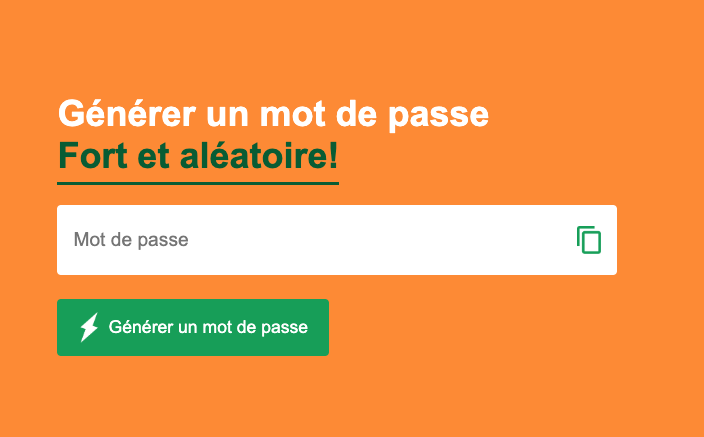 Générer un mot de passe
Fort et aléatoire!
Mot de passe
Générer un mot de passe